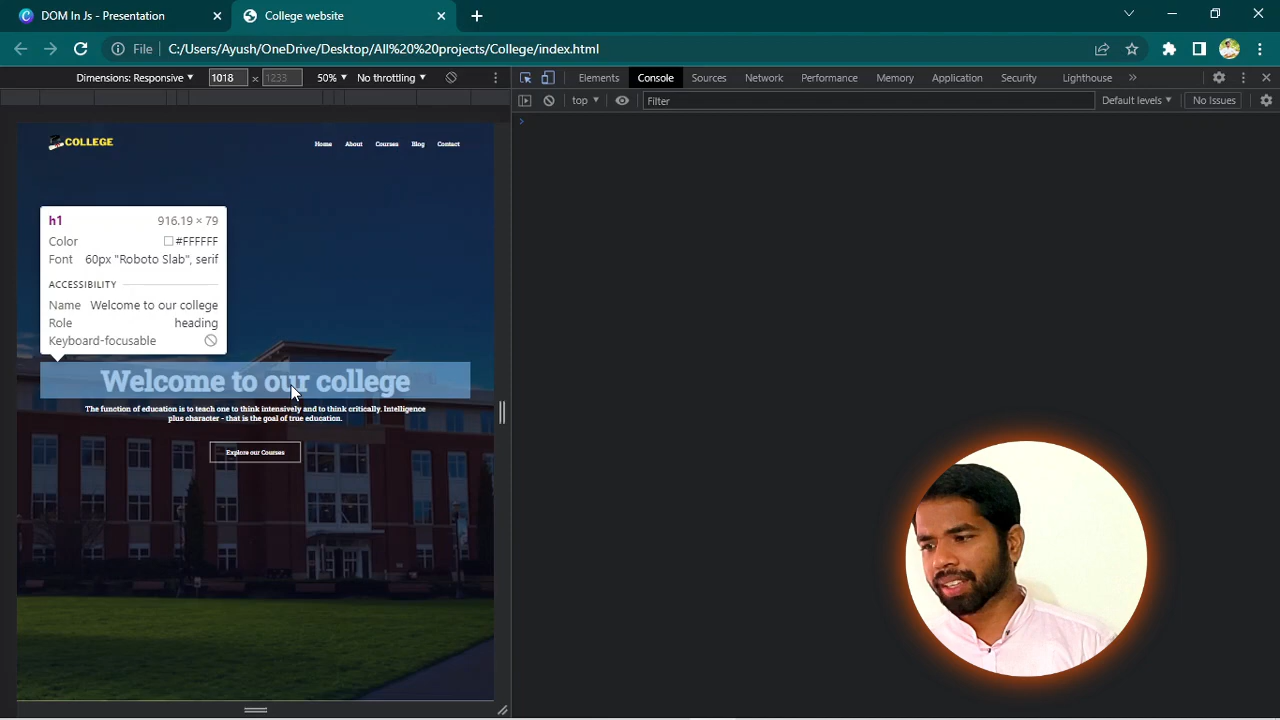 DOM In Js - Presentation
College website
File
C:/Users/Ayush/OneDrive/Desktop/All%20%20projects/College/index.html
Dimensions: Responsive
1018 × 1233
50%
No throttling
Elements
Console
Sources
Network
Performance
Memory
Application
Security
Lighthouse
top
Filter
Default levels
No Issues
COLLEGE
Home
About
Courses
Blog
Contact
h1 916.19 × 79
Color #FFFFFF
Font 60px "Roboto Slab", serif
ACCESSIBILITY
Name Welcome to our college
Role heading
Keyboard-focusable
Welcome to our college
The function of education is to teach one to think intensively and to think critically. Intelligence
plus character - that is the goal of true education.
Explore our Courses